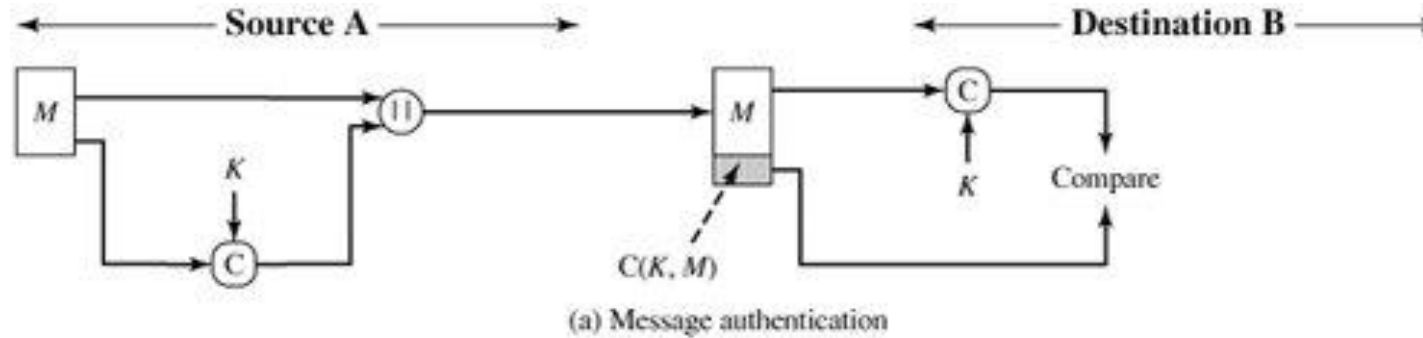 Source A
Destination B
M
||
M
C
K
K
Compare
C
C(K, M)
(a) Message authentication